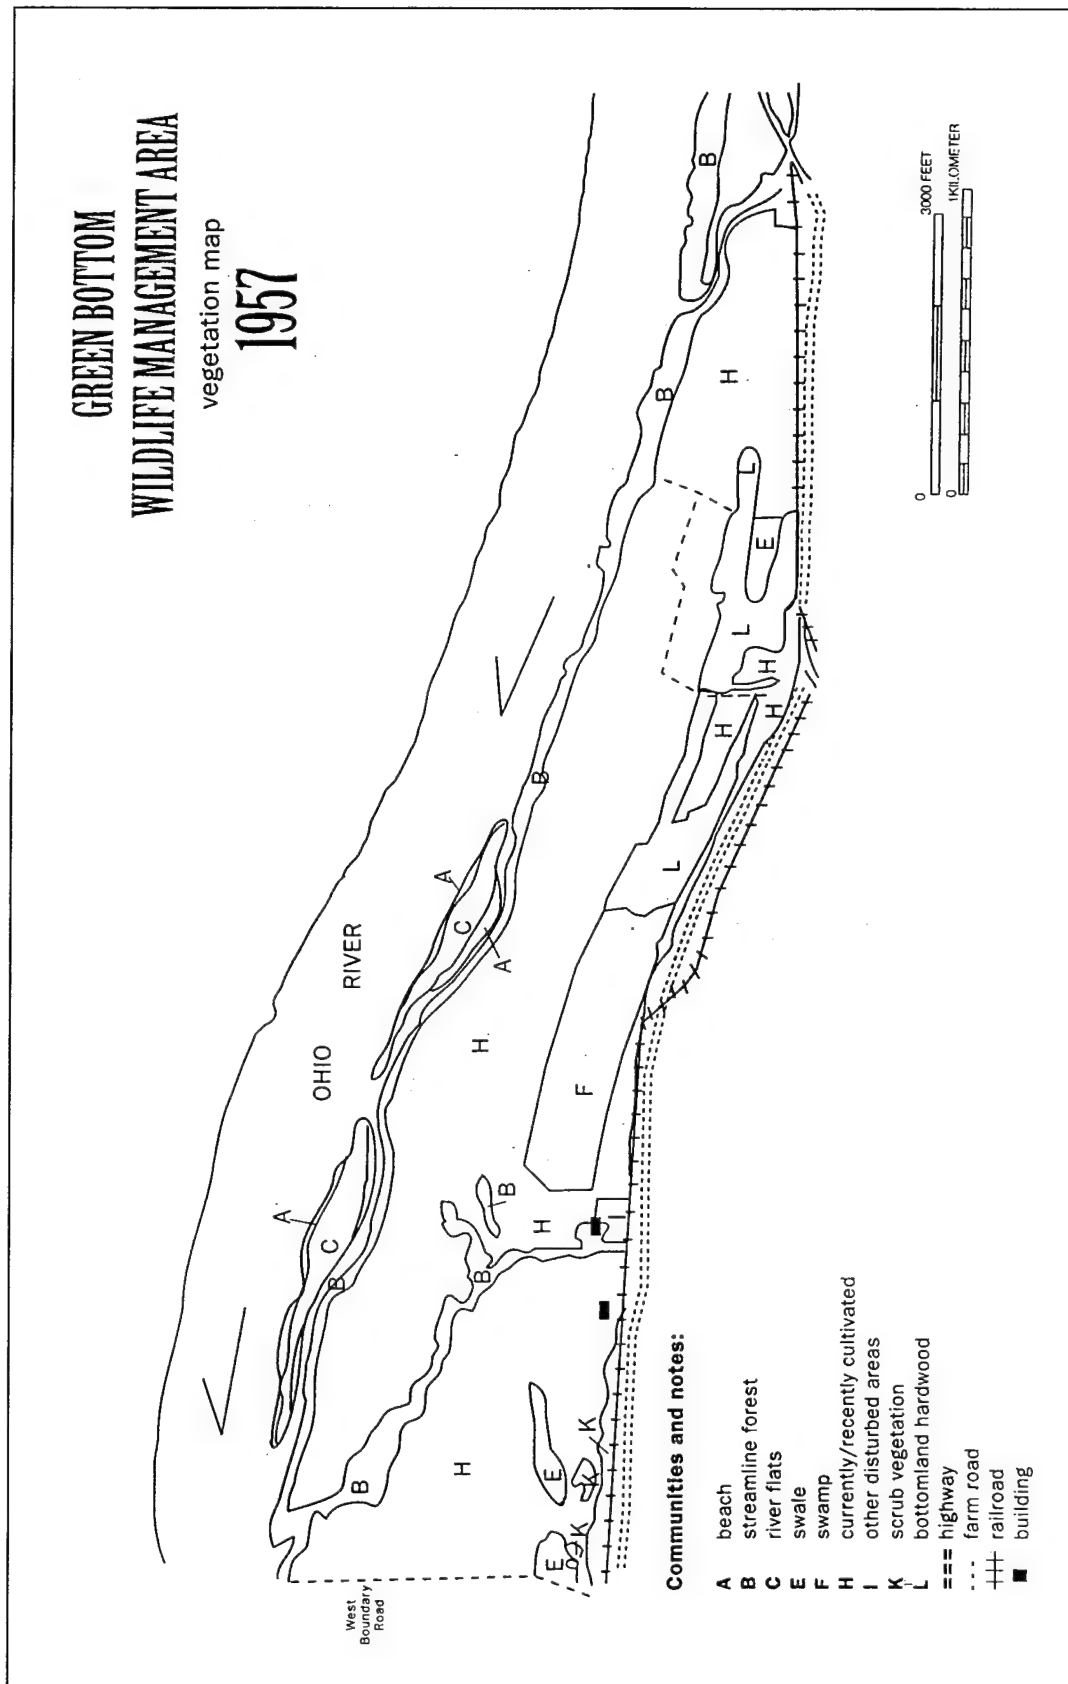 GREEN BOTTOM
WILDLIFE MANAGEMENT AREA
vegetation map
1957
OHIO RIVER
A
C
B
A
C
A
B
B
B
B
B
B
B
H
H
H
H
H
H
H
F
L
L
L
E
E
E
I
K
K
K
West
Boundary
Road
0 3000 FEET
0 1KILOMETER
Communities and notes:
A beach
B streamline forest
C river flats
E swale
F swamp
H currently/recently cultivated
I other disturbed areas
K scrub vegetation
L bottomland hardwood
highway
farm road
railroad
building